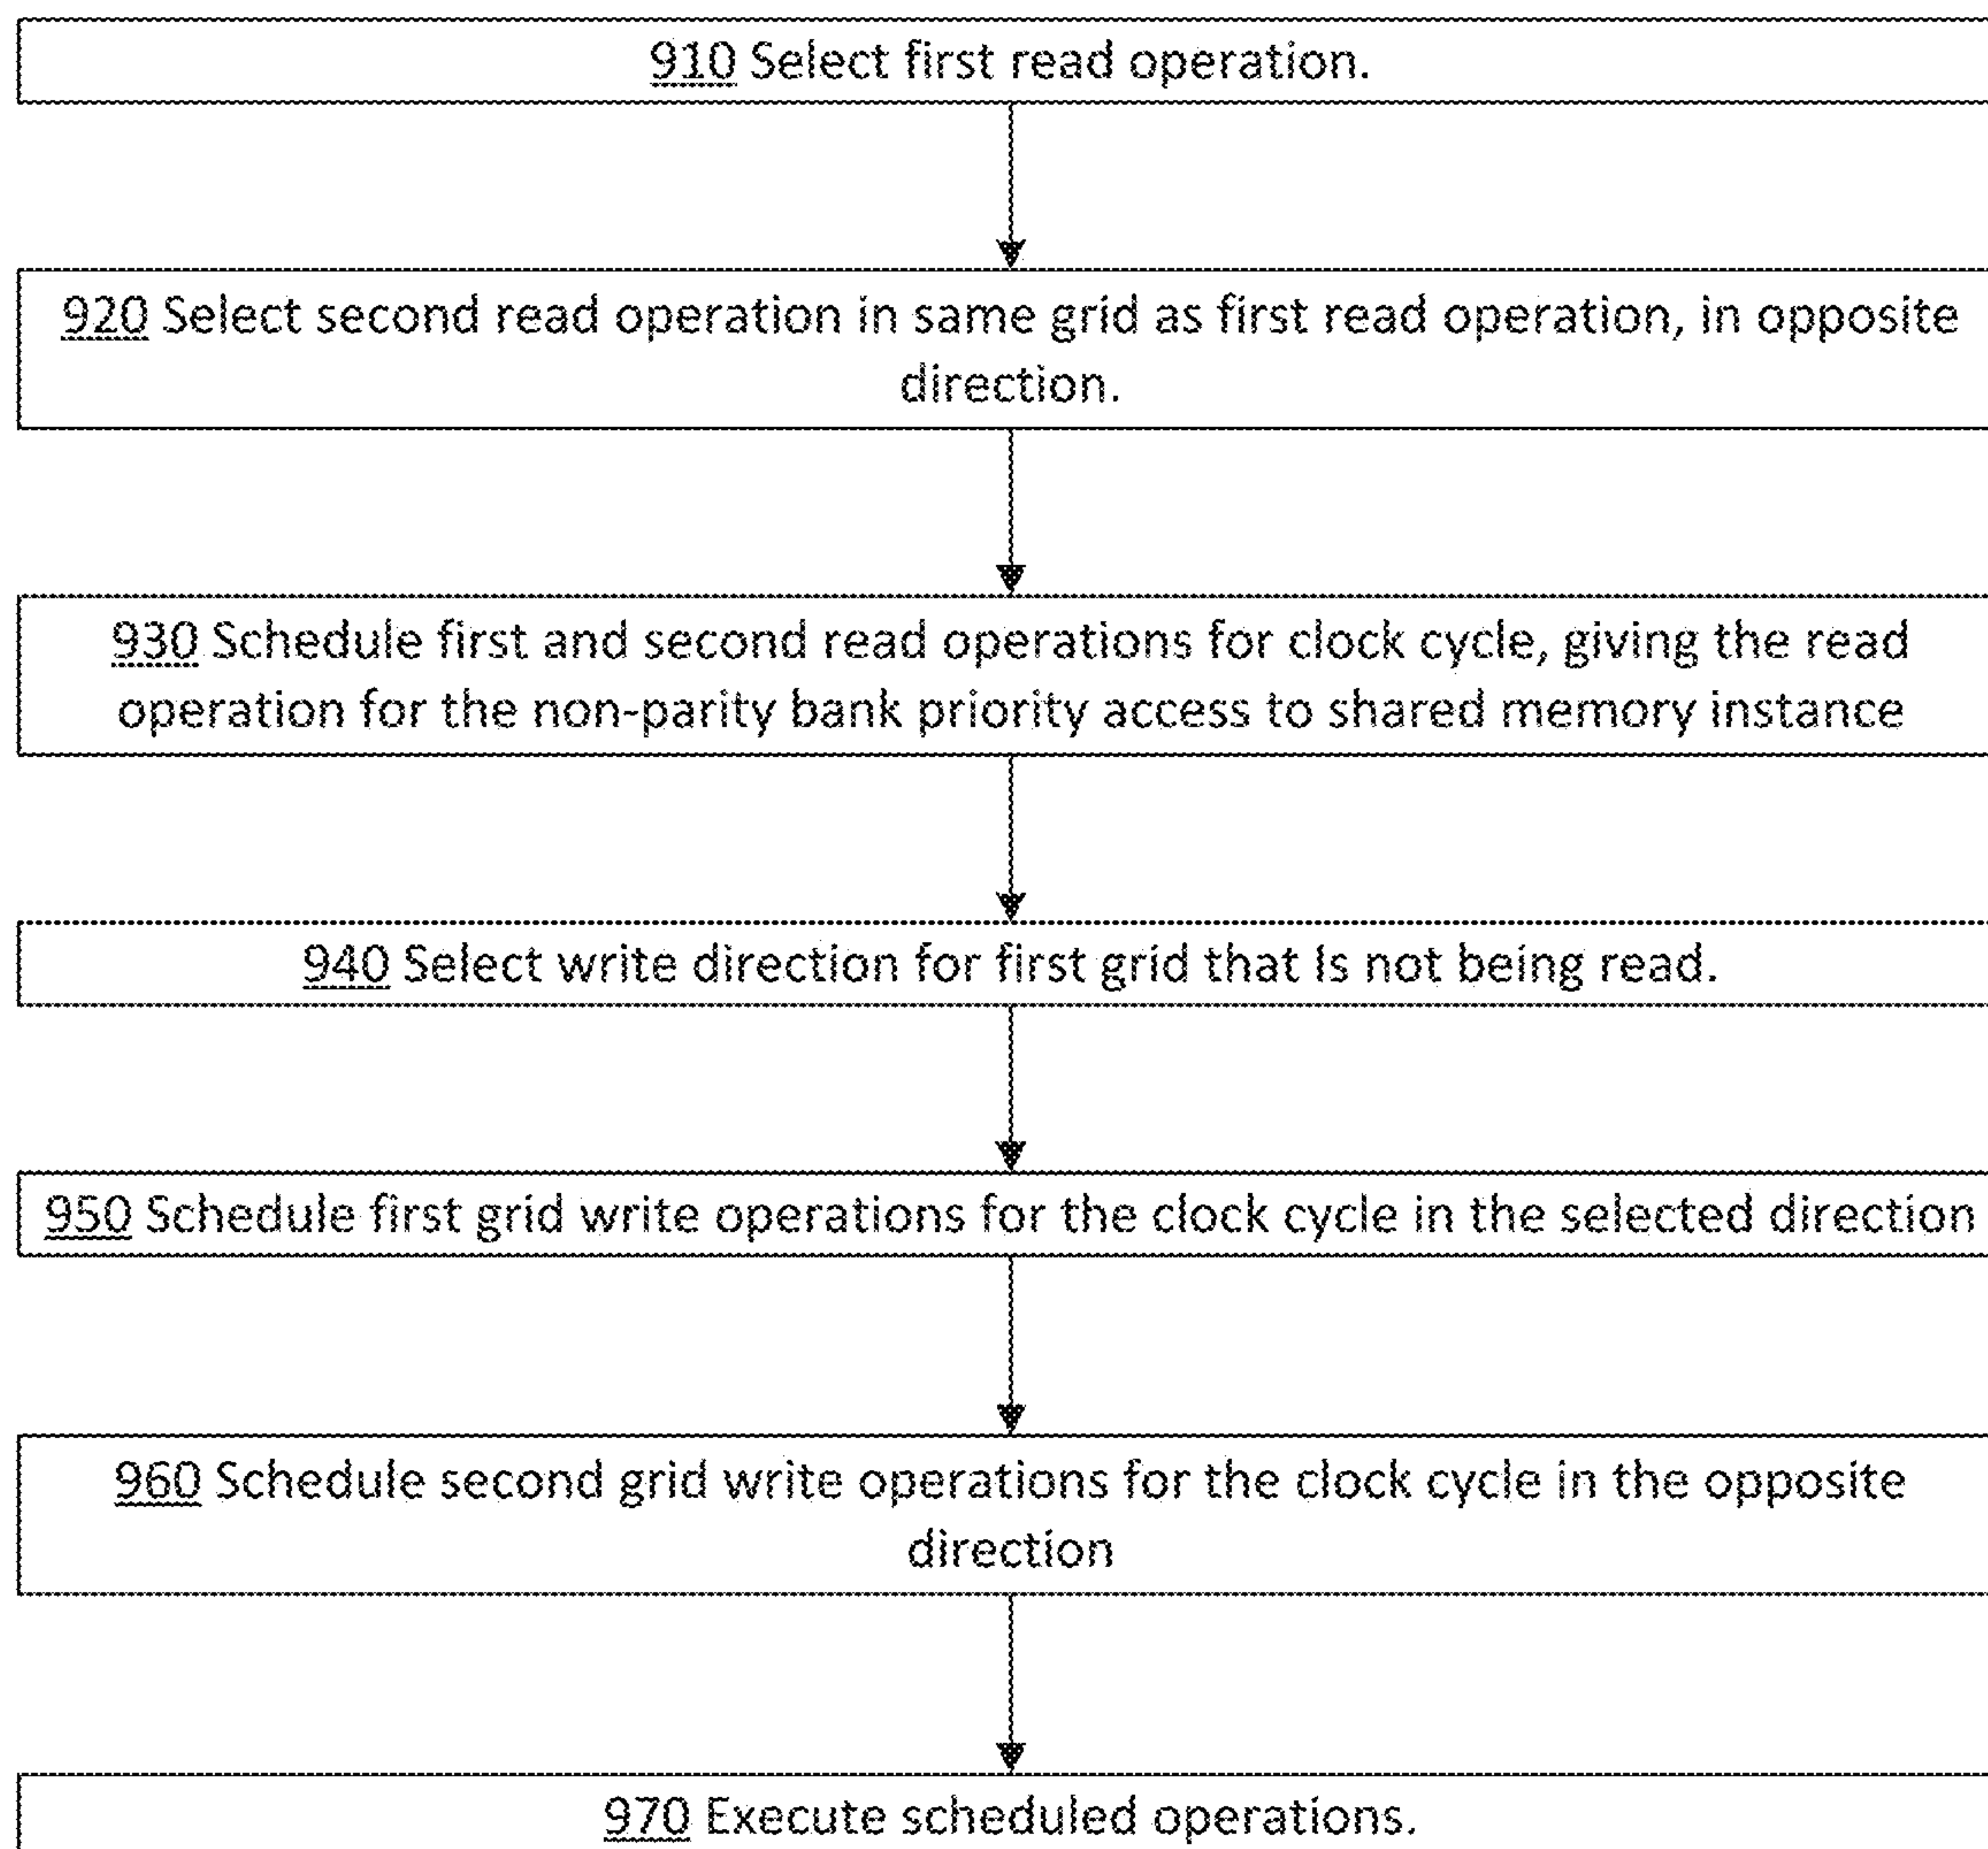 910 Select first read operation.
920 Select second read operation in same grid as first read operation, in opposite
direction.
930 Schedule first and second read operations for clock cycle, giving the read
operation for the non-parity bank priority access to shared memory instance
940 Select write direction for first grid that Is not being read.
950 Schedule first grid write operations for the clock cycle in the selected direction
960 Schedule second grid write operations for the clock cycle in the opposite
direction
970 Execute scheduled operations.